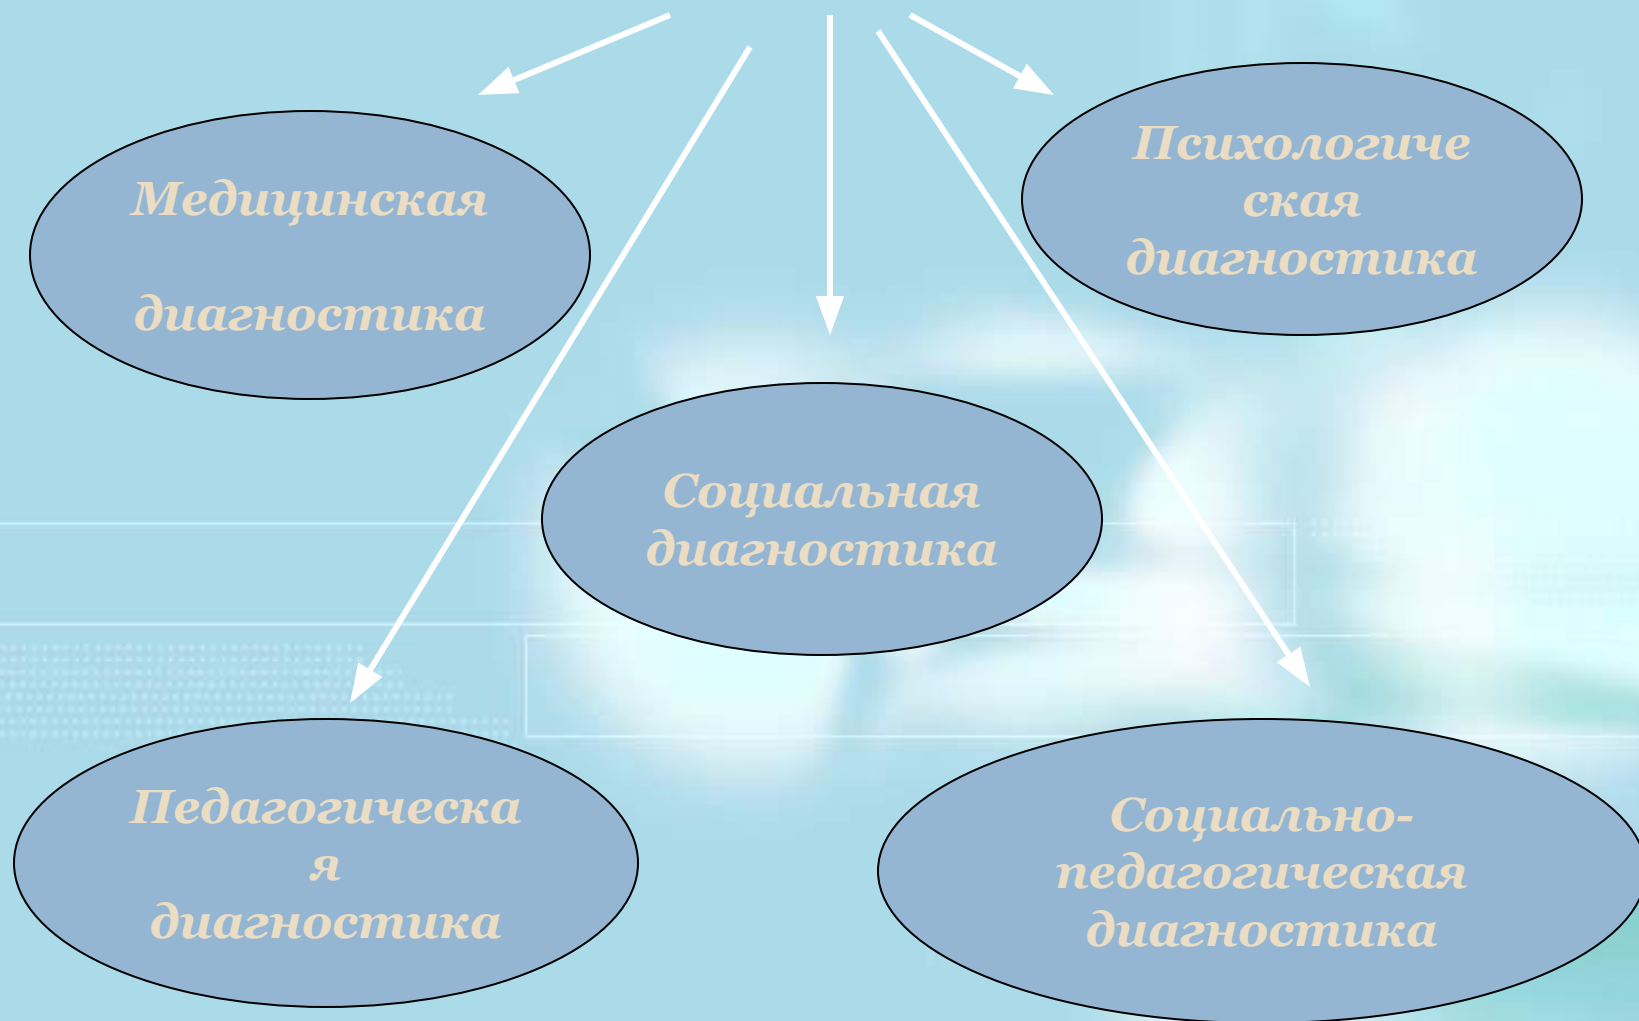 Медицинская
диагностика
Психологиче
ская
диагностика
Социальная
диагностика
Педагогическа
я
диагностика
Социально-
педагогическая
диагностика